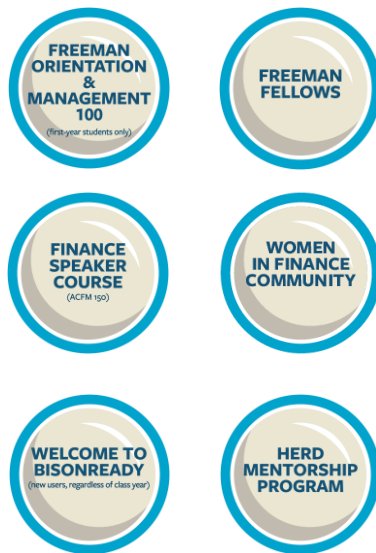 FREEMAN
ORIENTATION
&
MANAGEMENT
100
(first-year students only)
FREEMAN
FELLOWS
FINANCE
SPEAKER
COURSE
(ACFM 150)
WOMEN
IN FINANCE
COMMUNITY
WELCOME TO
BISONREADY
(new users, regardless of class year)
HERD
MENTORSHIP
PROGRAM